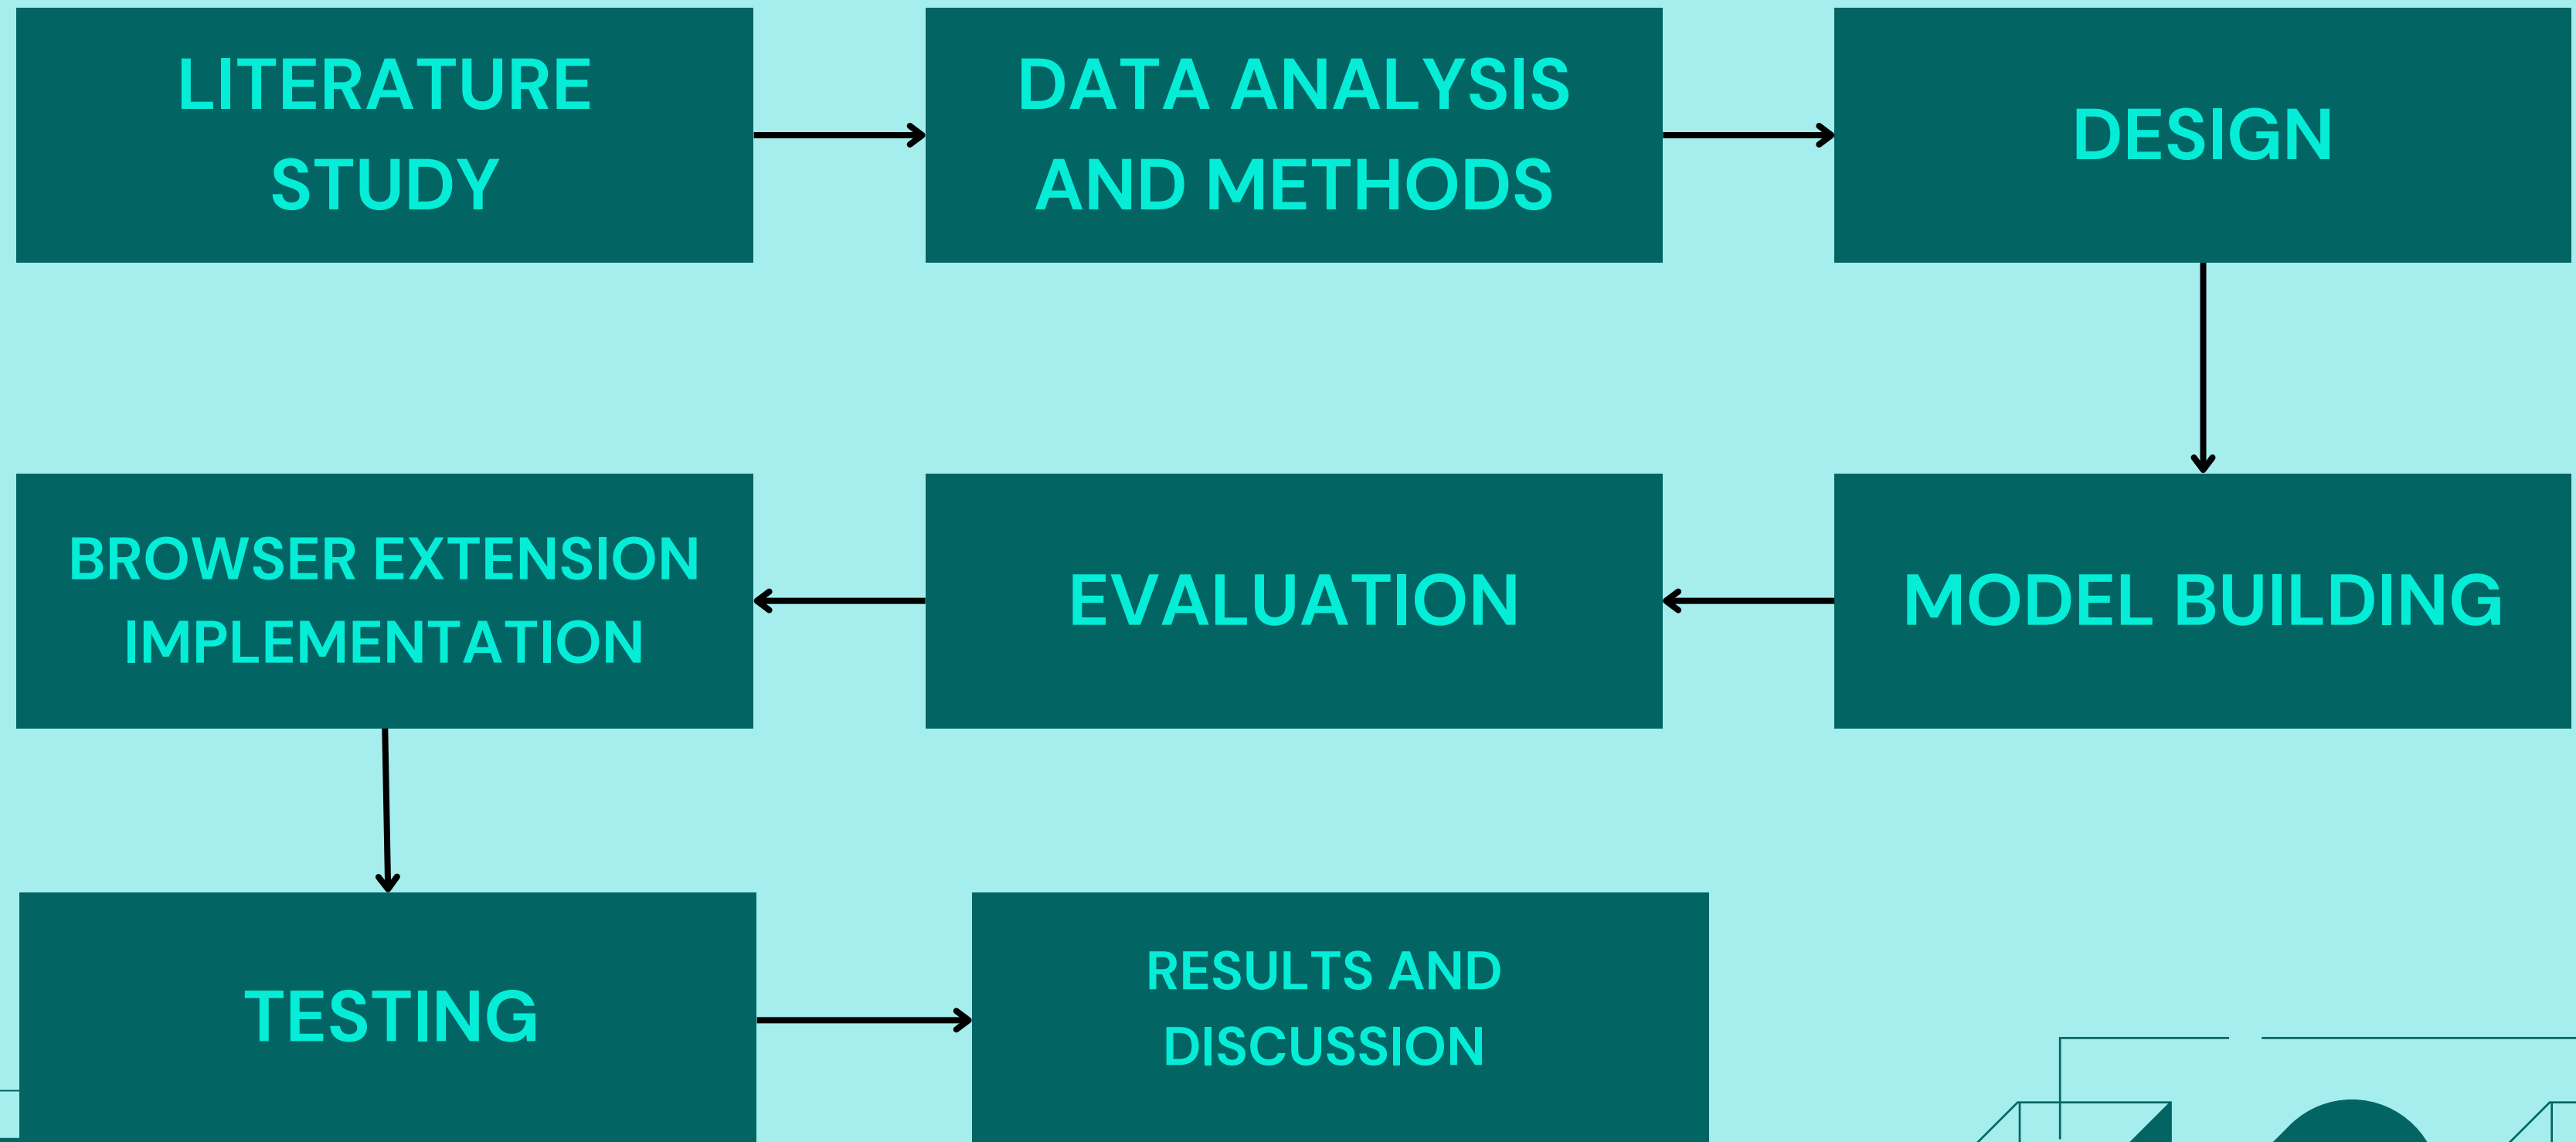 LITERATURE
STUDY
DATA ANALYSIS
AND METHODS
DESIGN
BROWSER EXTENSION
IMPLEMENTATION
EVALUATION
MODEL BUILDING
TESTING
RESULTS AND
DISCUSSION